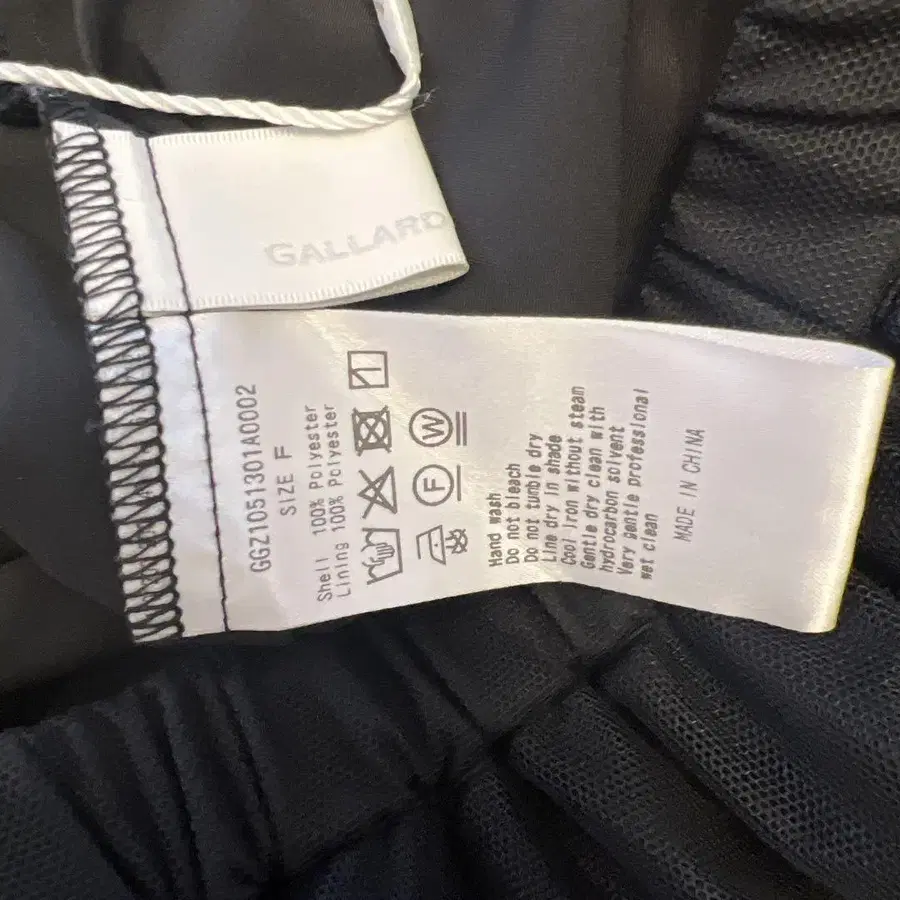 GALLARD
GGZ1051301A0002
SIZE F
Shell 100% Polyester
Lining 100% Polyester
W
F
Hand wash
Do not bleach
Do not tumble dry
Line dry in shade
Cool iron without steam
Gentle dry clean with
hydrocarbon solvent
Very gentle professional
wet clean
MADE IN CHINA